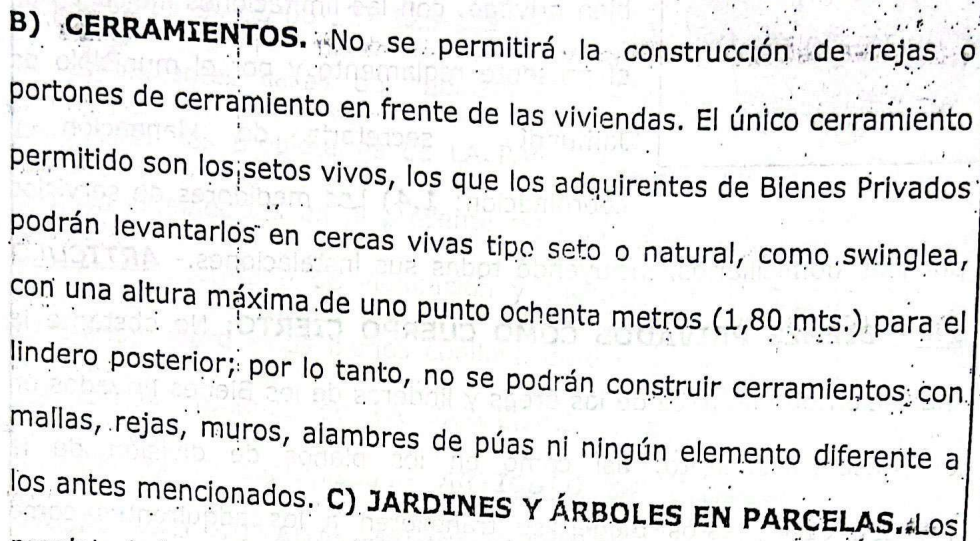 B) CERRAMIENTOS. No se permitirá la construcción de rejas o
portones de cerramiento en frente de las viviendas. El único cerramiento
permitido son los setos vivos, los que los adquirentes de Bienes Privados
podrán levantarlos en cercas vivas tipo seto o natural, como swinglea,
con una altura máxima de uno punto ochenta metros (1,80 mts.) para el
lindero posterior; por lo tanto, no se podrán construir cerramientos con
mallas, rejas, muros, alambres de púas ni ningún elemento diferente a
los antes mencionados. C) JARDINES Y ÁRBOLES EN PARCELAS. Los